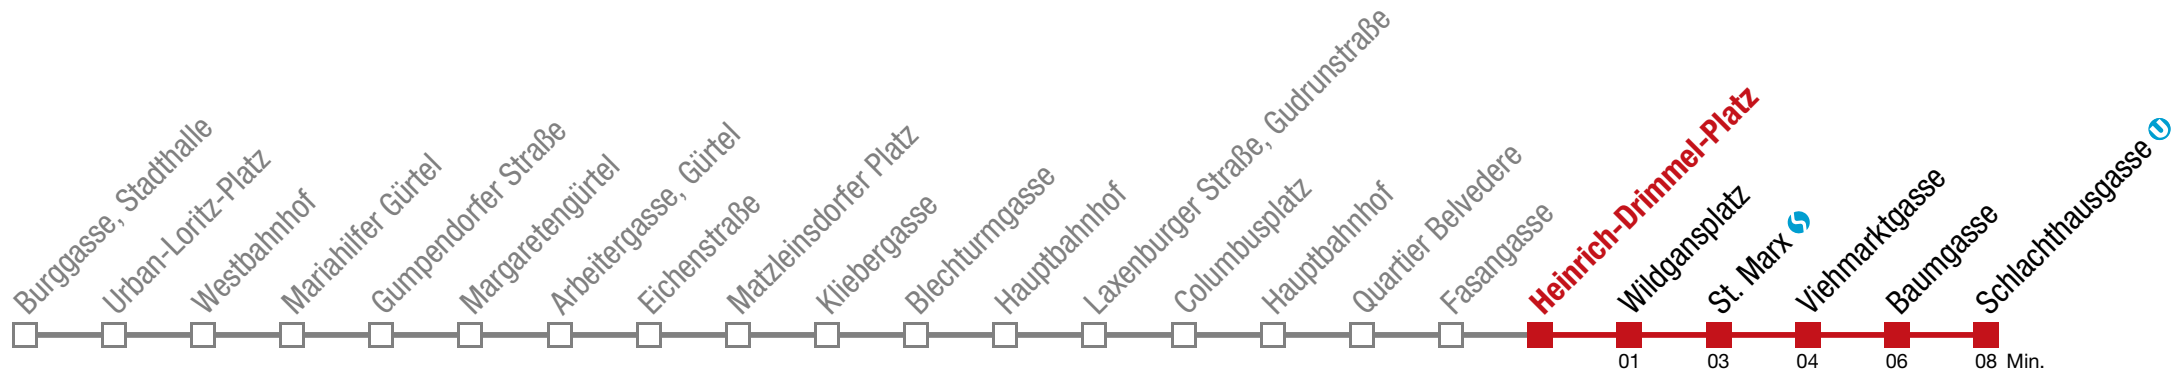 Burggasse, Stadthalle
Urban-Loritz-Platz
Westbahnhof
Mariahilfer Gürtel
Gumpendorfer Straße
Margaretengürtel
Arbeitergasse, Gürtel
Eichenstraße
Matzleinsdorfer Platz
Kliebergasse
Blechturmgasse
Hauptbahnhof
Laxenburger Straße, Gudrunstraße
Columbusplatz
Hauptbahnhof
Quartier Belvedere
Fasangasse
Heinrich-Drimmel-Platz
Wildgansplatz
St. Marx S
Viehmarktgasse
Baumgasse
Schlachthausgasse U
01 03 04 06 08 Min.